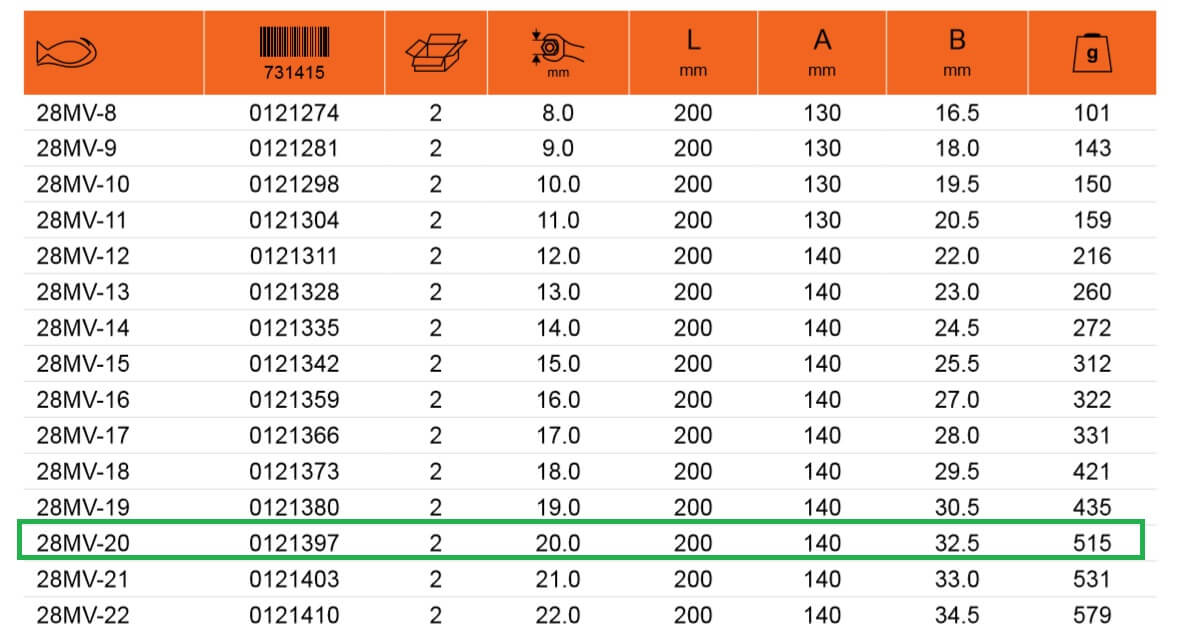 731415 mm L mm A mm B mm g
28MV-8 0121274 2 8.0 200 130 16.5 101
28MV-9 0121281 2 9.0 200 130 18.0 143
28MV-10 0121298 2 10.0 200 130 19.5 150
28MV-11 0121304 2 11.0 200 130 20.5 159
28MV-12 0121311 2 12.0 200 140 22.0 216
28MV-13 0121328 2 13.0 200 140 23.0 260
28MV-14 0121335 2 14.0 200 140 24.5 272
28MV-15 0121342 2 15.0 200 140 25.5 312
28MV-16 0121359 2 16.0 200 140 27.0 322
28MV-17 0121366 2 17.0 200 140 28.0 331
28MV-18 0121373 2 18.0 200 140 29.5 421
28MV-19 0121380 2 19.0 200 140 30.5 435
28MV-20 0121397 2 20.0 200 140 32.5 515
28MV-21 0121403 2 21.0 200 140 33.0 531
28MV-22 0121410 2 22.0 200 140 34.5 579